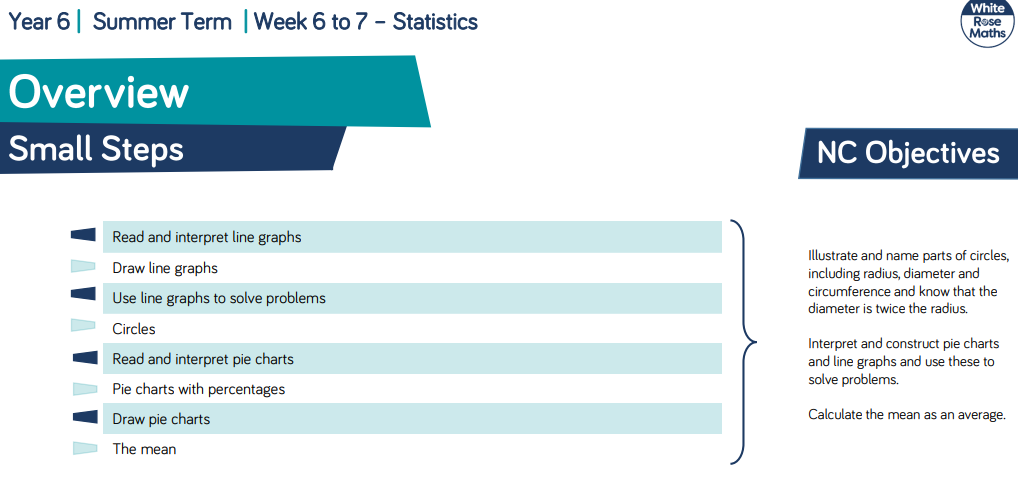 Year 6 | Summer Term | Week 6 to 7 – Statistics
White
Rose
Maths
Overview
Small Steps
NC Objectives
Read and interpret line graphs
Draw line graphs
Use line graphs to solve problems
Circles
Read and interpret pie charts
Pie charts with percentages
Draw pie charts
The mean
Illustrate and name parts of circles,
including radius, diameter and
circumference and know that the
diameter is twice the radius.
Interpret and construct pie charts
and line graphs and use these to
solve problems.
Calculate the mean as an average.